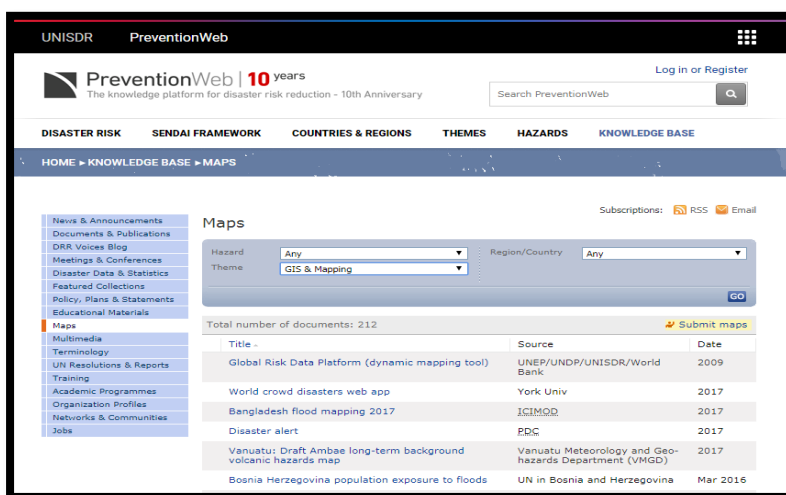 UNISDR PreventionWeb
PreventionWeb | 10 years
The knowledge platform for disaster risk reduction - 10th Anniversary
Log in or Register
Search PreventionWeb
DISASTER RISK SENDAI FRAMEWORK COUNTRIES & REGIONS THEMES HAZARDS KNOWLEDGE BASE
HOME ► KNOWLEDGE BASE ► MAPS
Subscriptions: RSS Email
News & Announcements
Documents & Publications
DRR Voices Blog
Meetings & Conferences
Disaster Data & Statistics
Featured Collections
Policy, Plans & Statements
Educational Materials
Maps
Multimedia
Terminology
UN Resolutions & Reports
Training
Academic Programmes
Organization Profiles
Networks & Communities
Jobs
Maps
Hazard Any Region/Country Any
Theme GIS & Mapping
GO
Total number of documents: 212 Submit maps
Title Source Date
Global Risk Data Platform (dynamic mapping tool) UNEP/UNDP/UNISDR/World 2009
Bank
World crowd disasters web app York Univ 2017
Bangladesh flood mapping 2017 ICIMOD 2017
Disaster alert PDC 2017
Vanuatu: Draft Ambae long-term background Vanuatu Meteorology and Geo- 2017
volcanic hazards map hazards Department (VMGD)
Bosnia Herzegovina population exposure to floods UN in Bosnia and Herzegovina Mar 2016